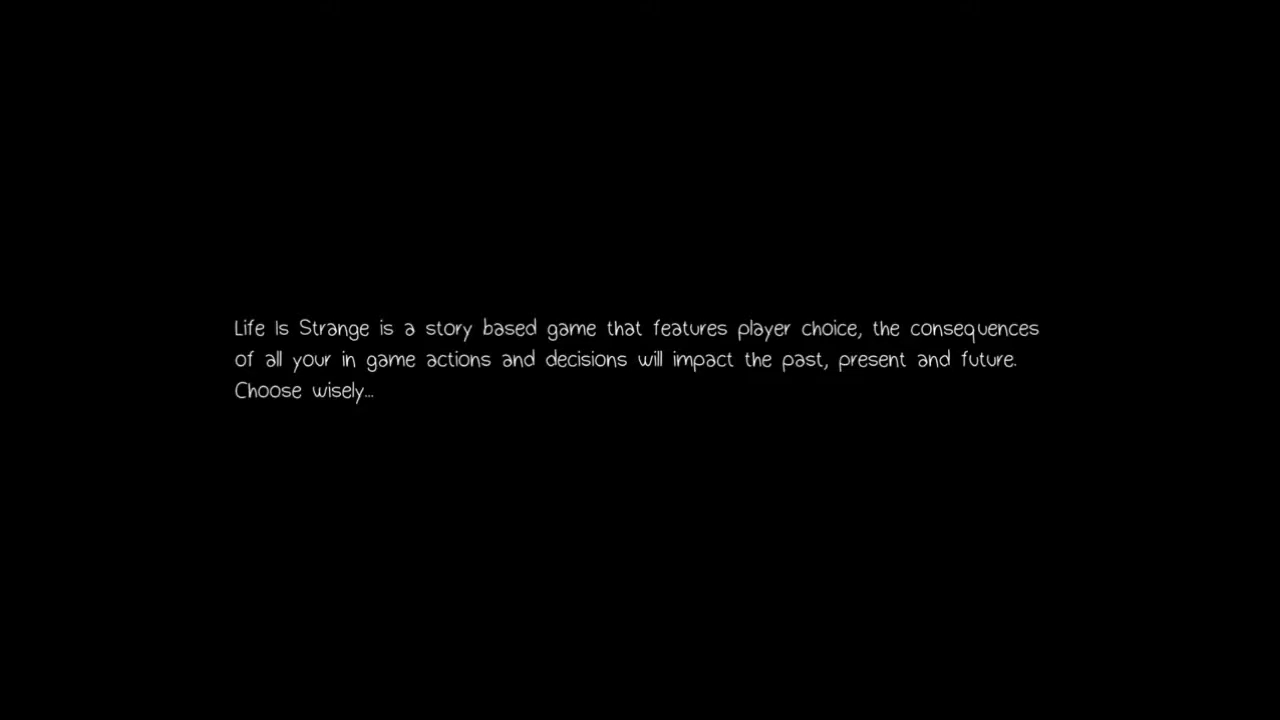 Life Is Strange is a story based game that features player choice, the consequences
of all your in game actions and decisions will impact the past, present and future.
Choose wisely...